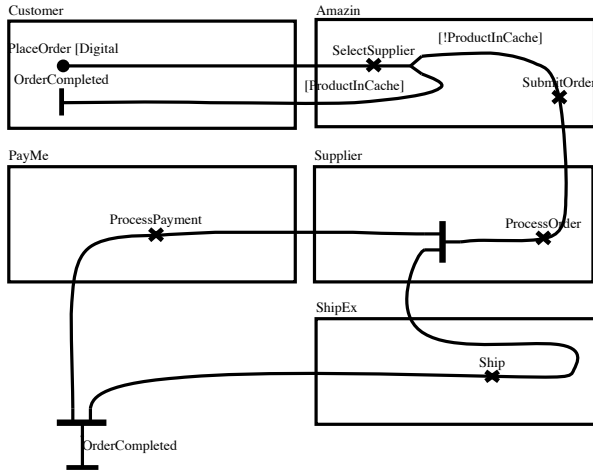 Customer
Amazin
PlaceOrder [Digital
SelectSupplier
[!ProductInCache]
OrderCompleted
[ProductInCache]
SubmitOrder
PayMe
Supplier
ProcessPayment
ProcessOrder
ShipEx
Ship
OrderCompleted